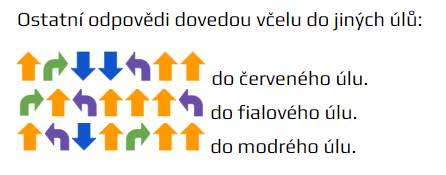 Ostatní odpovědi dovedou včelu do jiných úlů:
do červeného úlu.
do fialového úlu.
do modrého úlu.